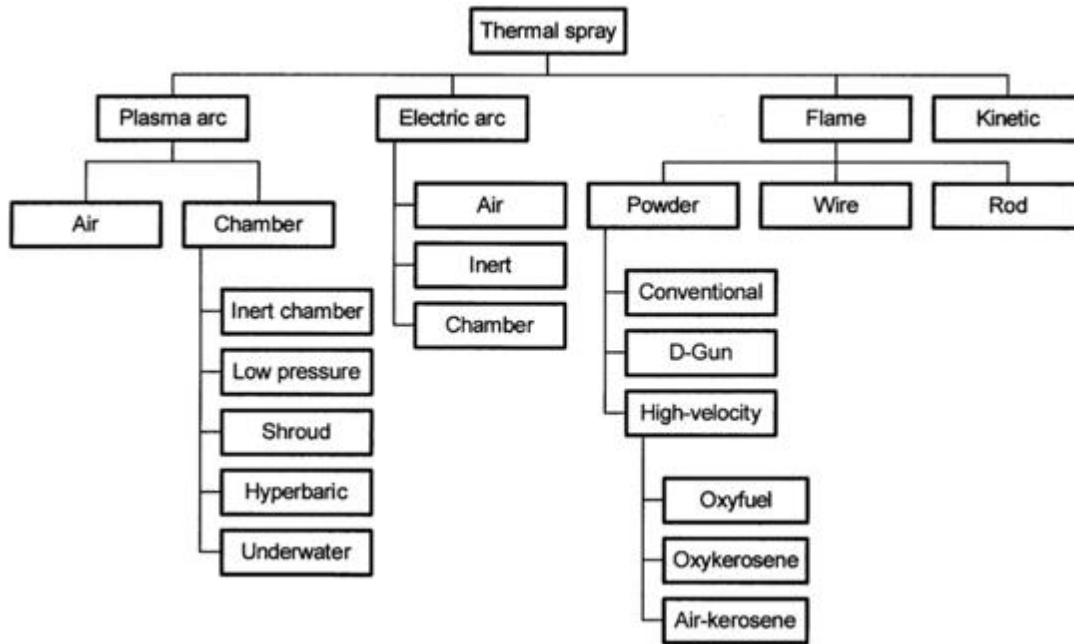 Thermal spray
Plasma arc
Electric arc
Flame
Kinetic
Air
Chamber
Air
Powder
Wire
Rod
Inert chamber
Low pressure
Shroud
Hyperbaric
Underwater
Inert
Chamber
Conventional
D-Gun
High-velocity
Oxyfuel
Oxykerosene
Air-kerosene